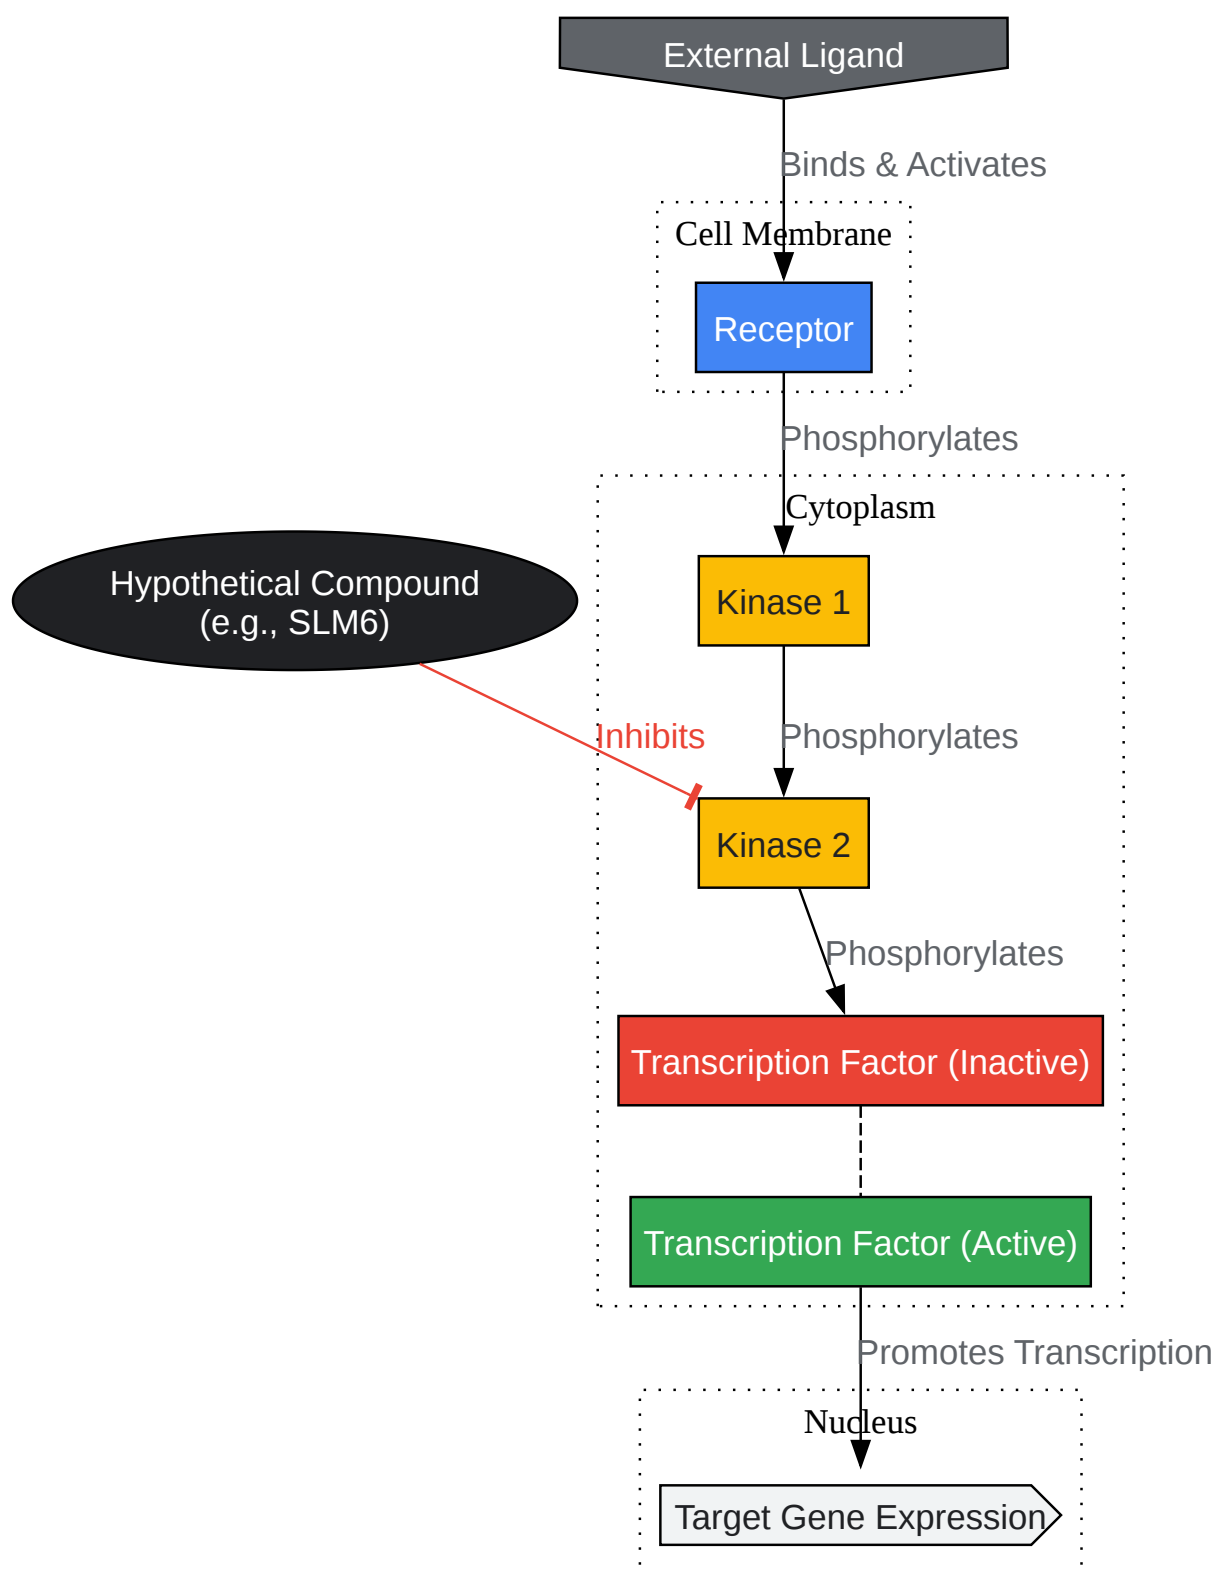 External Ligand
Binds & Activates
Cell Membrane
Receptor
Phosphorylates
Cytoplasm
Hypothetical Compound
(e.g., SLM6)
Kinase 1
Inhibits
Phosphorylates
Kinase 2
Phosphorylates
Transcription Factor (Inactive)
Transcription Factor (Active)
Promotes Transcription
Nucleus
Target Gene Expression